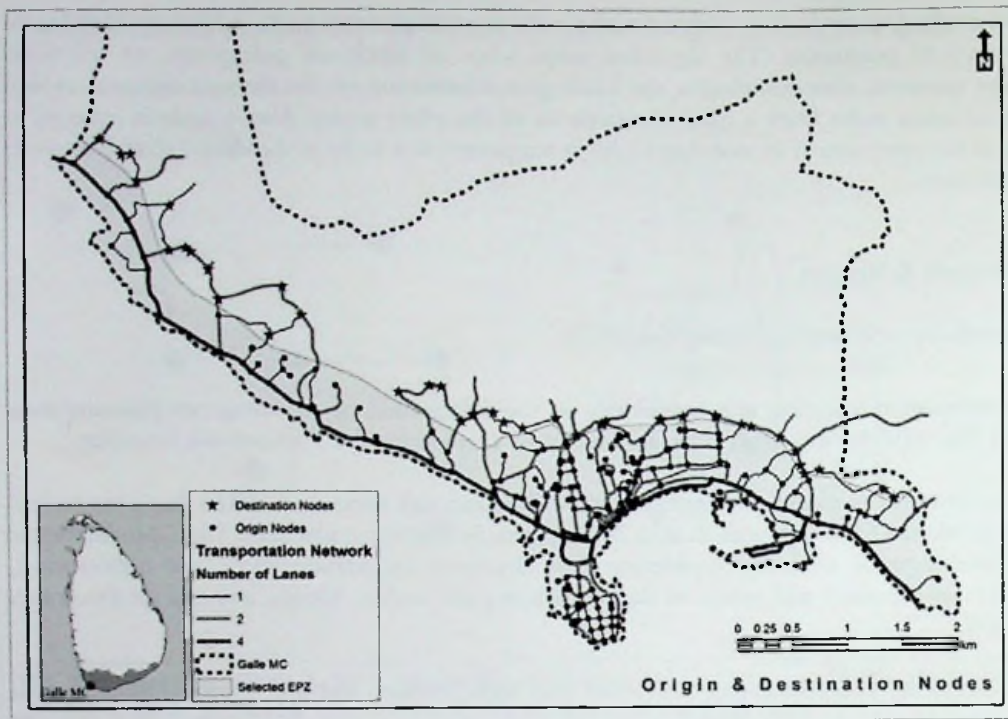 N
Destination Nodes
Origin Nodes
Transportation Network
Number of Lanes
1
2
4
Galle MC
Selected EPZ
Galle MC
0 0.25 0.5 1 1.5 2
km
Origin & Destination Nodes